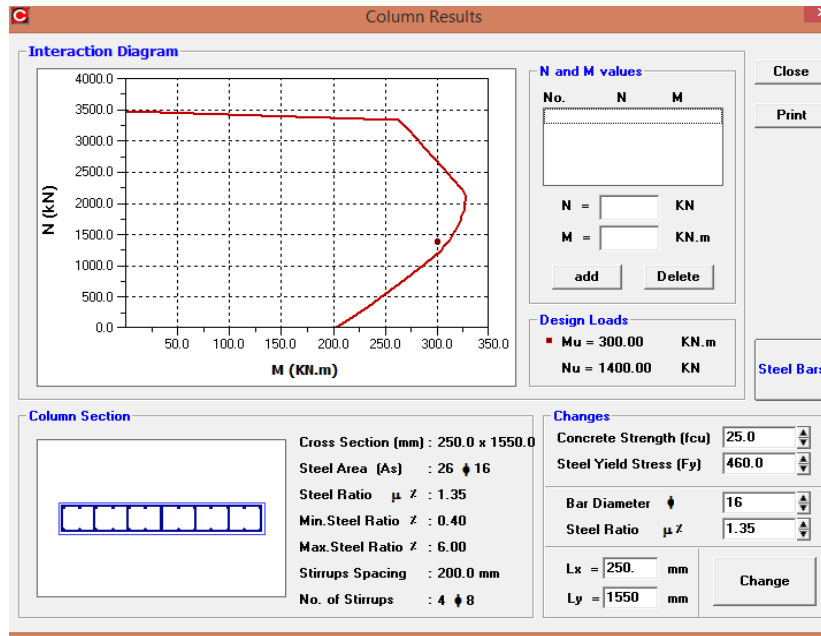 Column Results
Interaction Diagram
4000.0
3500.0
3000.0
2500.0
2000.0
1500.0
1000.0
500.0
0.0
N (kN)
50.0 100.0 150.0 200.0 250.0 300.0 350.0
M (KN.m)
N and M values
No. N M
N = KN
M = KN.m
add Delete
Design Loads
Mu = 300.00 KN.m
Nu = 1400.00 KN
Close
Print
Steel Bars
Column Section
Cross Section (mm) : 250.0 x 1550.0
Steel Area (As) : 26 ϕ 16
Steel Ratio μ % : 1.35
Min.Steel Ratio % : 0.40
Max.Steel Ratio % : 6.00
Stirrups Spacing : 200.0 mm
No. of Stirrups : 4 ϕ 8
Changes
Concrete Strength (fcu) 25.0
Steel Yield Stress (Fy) 460.0
Bar Diameter ϕ 16
Steel Ratio μ % 1.35
Lx = 250. mm
Ly = 1550 mm
Change